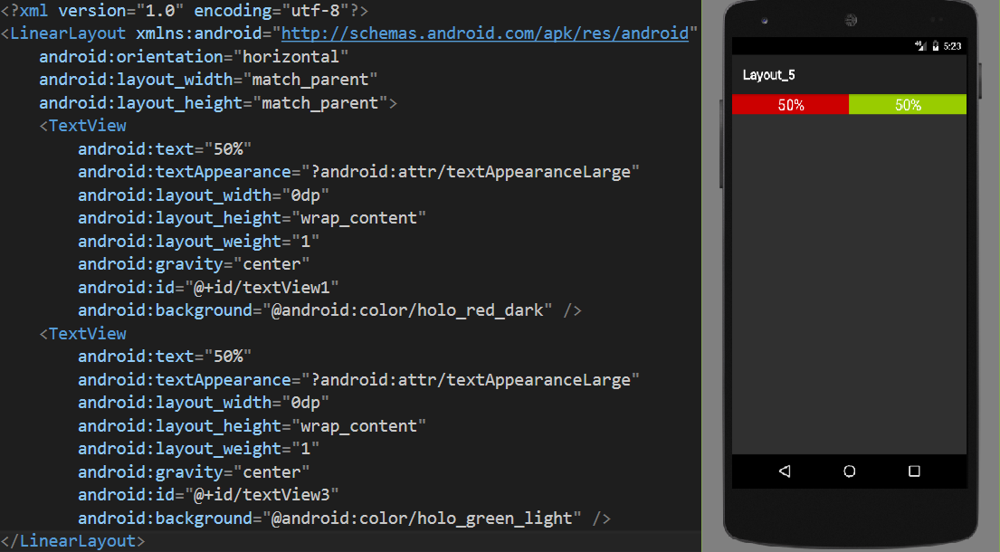 <?xml version="1.0" encoding="utf-8"?>
<LinearLayout xmlns:android="http://schemas.android.com/apk/res/android"
    android:orientation="horizontal"
    android:layout_width="match_parent"
    android:layout_height="match_parent">
    <TextView
        android:text="50%"
        android:textAppearance="?android:attr/textAppearanceLarge"
        android:layout_width="0dp"
        android:layout_height="wrap_content"
        android:layout_weight="1"
        android:gravity="center"
        android:id="@+id/textView1"
        android:background="@android:color/holo_red_dark" />
    <TextView
        android:text="50%"
        android:textAppearance="?android:attr/textAppearanceLarge"
        android:layout_width="0dp"
        android:layout_height="wrap_content"
        android:layout_weight="1"
        android:gravity="center"
        android:id="@+id/textView3"
        android:background="@android:color/holo_green_light" />
</LinearLayout>
4G 5:23
Layout_5
50% 50%